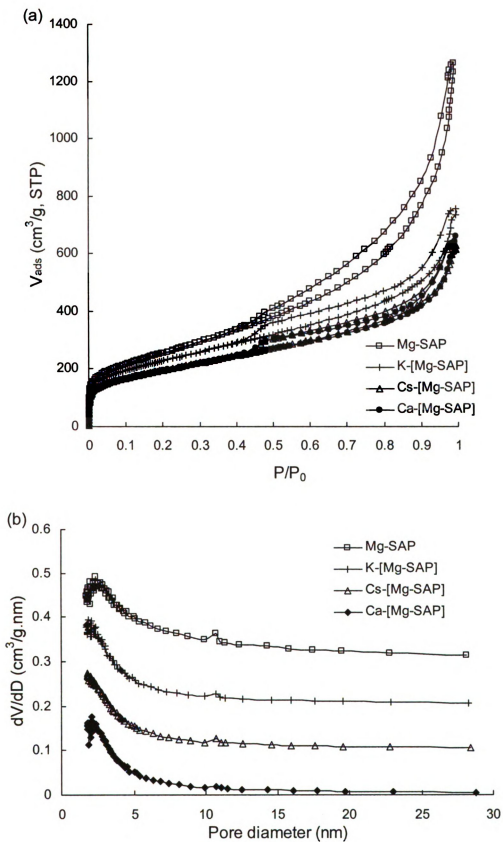 (a)
1400
1200
1000
800
600
400
200
0
V_ads (cm³/g, STP)
Mg-SAP
K-[Mg-SAP]
Cs-[Mg-SAP]
Ca-[Mg-SAP]
0 0.1 0.2 0.3 0.4 0.5 0.6 0.7 0.8 0.9 1
P/P₀
(b)
0.6
0.5
0.4
0.3
0.2
0.1
0
dV/dD (cm³/g.nm)
Mg-SAP
K-[Mg-SAP]
Cs-[Mg-SAP]
Ca-[Mg-SAP]
0 5 10 15 20 25 30
Pore diameter (nm)